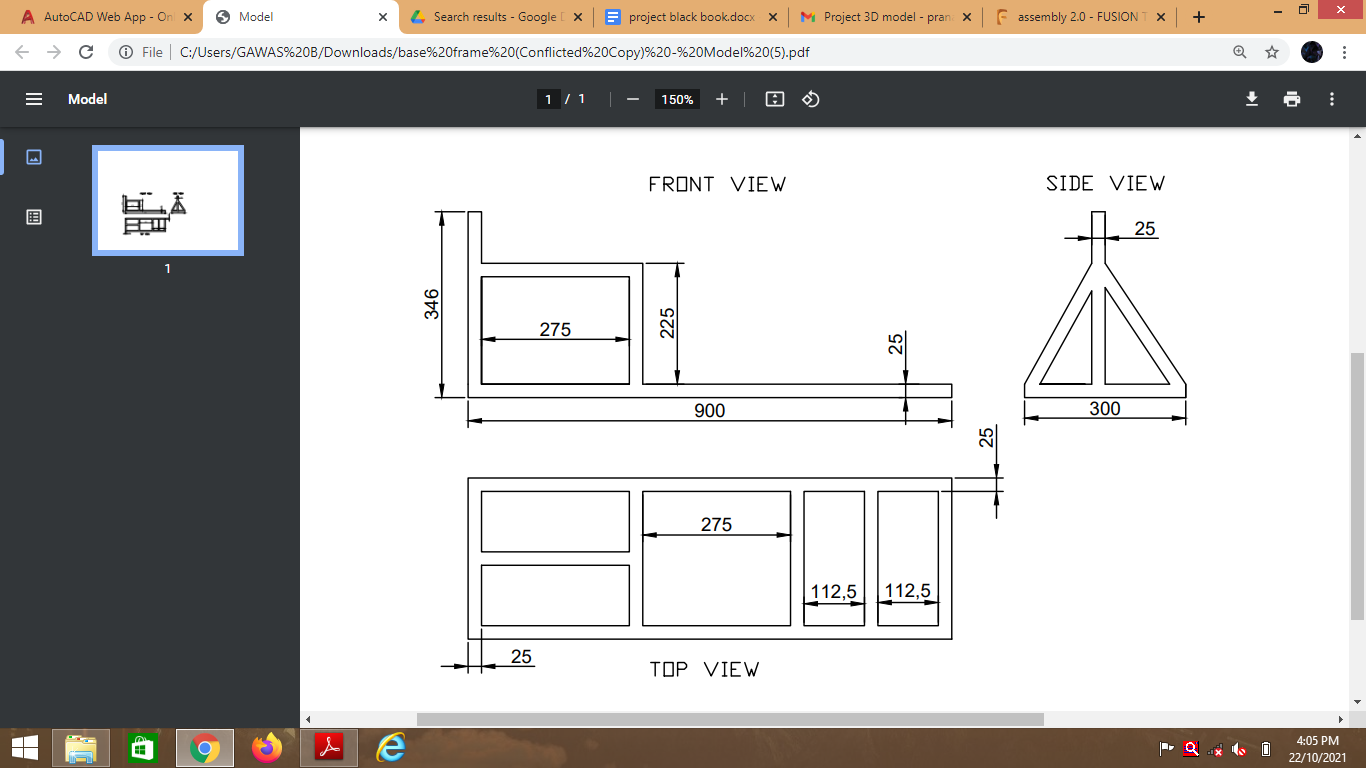 AutoCAD Web App - On
Model
Search results - Google D
project black book.docx
Project 3D model - pran
assembly 2.0 - FUSION T
File
C:/Users/GAWAS%20B/Downloads/base%20frame%20(Conflicted%20Copy)%20-%20Model%20(5).pdf
Model
1 / 1
150%
1
FRONT VIEW
SIDE VIEW
25
346
275
225
25
900
300
25
275
112,5
112,5
25
TOP VIEW
4:05 PM
22/10/2021